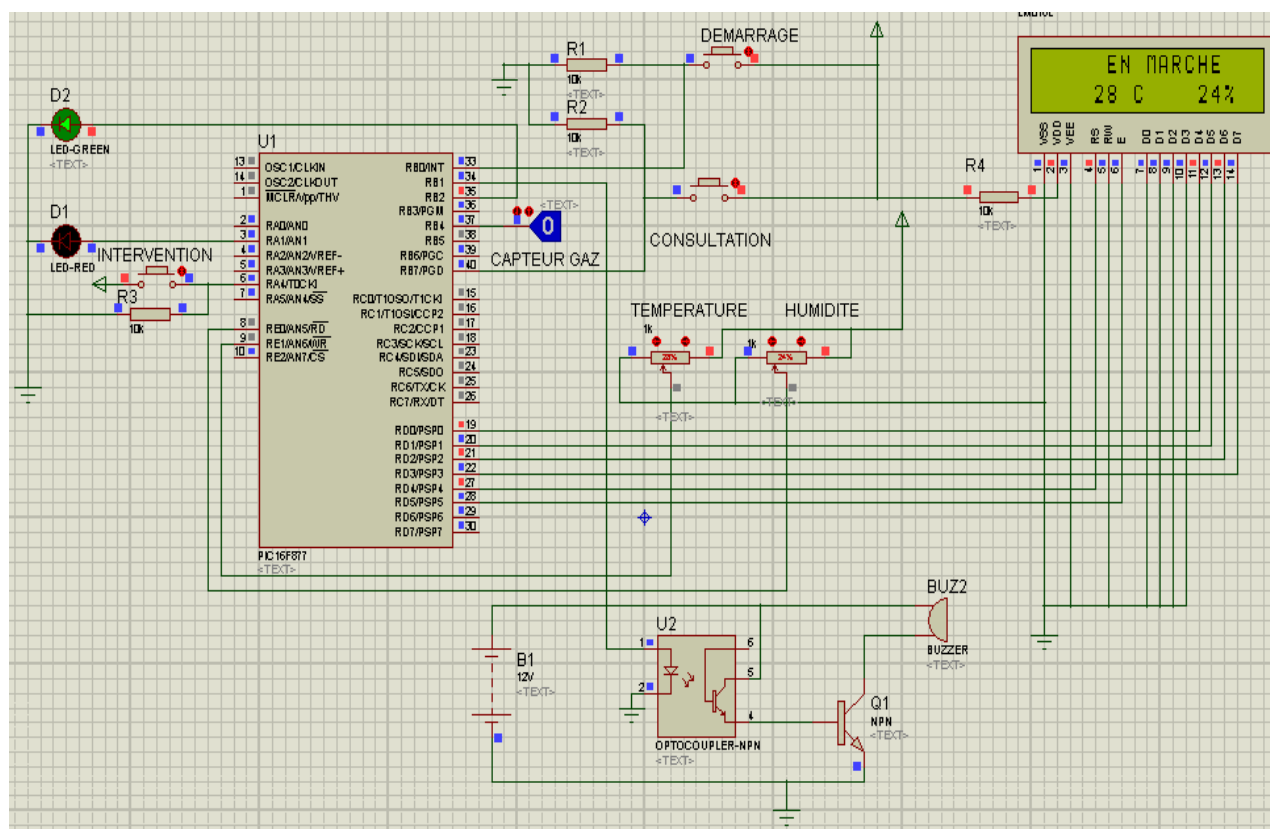 DEMARRAGE
R1
10k
<TEXT>
R2
10k
<TEXT>
EN MARCHE
28 C 24%
VSS
VDD
VEE
RS
RW
E
D0
D1
D2
D3
D4
D5
D6
D7
1
2
3
4
5
6
7
8
9
10
11
12
13
14
R4
10k
<TEXT>
D2
LED-GREEN
<TEXT>
D1
LED-RED
INTERVENTION
R3
10k
U1
13 OSC1/CLKIN
14 OSC2/CLKOUT
1 MCLR/Vpp/THV
2 RA0/AN0
3 RA1/AN1
4 RA2/AN2/VREF-
5 RA3/AN3/VREF+
6 RA4/T0CKI
7 RA5/AN4/SS
8 RE0/AN5/RD
9 RE1/AN6/WR
10 RE2/AN7/CS
RB0/INT 33
RB1 34
RB2 35
RB3/PGM 36
RB4 37
RB5 38
RB6/PGC 39
RB7/PGD 40
RC0/T1OSO/T1CKI 15
RC1/T1OSI/CCP2 16
RC2/CCP1 17
RC3/SCK/SCL 18
RC4/SDI/SDA 23
RC5/SDO 24
RC6/TX/CK 25
RC7/RX/DT 26
RD0/PSP0 19
RD1/PSP1 20
RD2/PSP2 21
RD3/PSP3 22
RD4/PSP4 27
RD5/PSP5 28
RD6/PSP6 29
RD7/PSP7 30
PIC16F877
<TEXT>
<TEXT>
0
CAPTEUR GAZ
CONSULTATION
TEMPERATURE
1k
28%
<TEXT>
HUMIDITE
1k
24%
<TEXT>
B1
12V
<TEXT>
U2
1
2
6
5
4
OPTOCOUPLER-NPN
<TEXT>
BUZ2
BUZZER
<TEXT>
Q1
NPN
<TEXT>